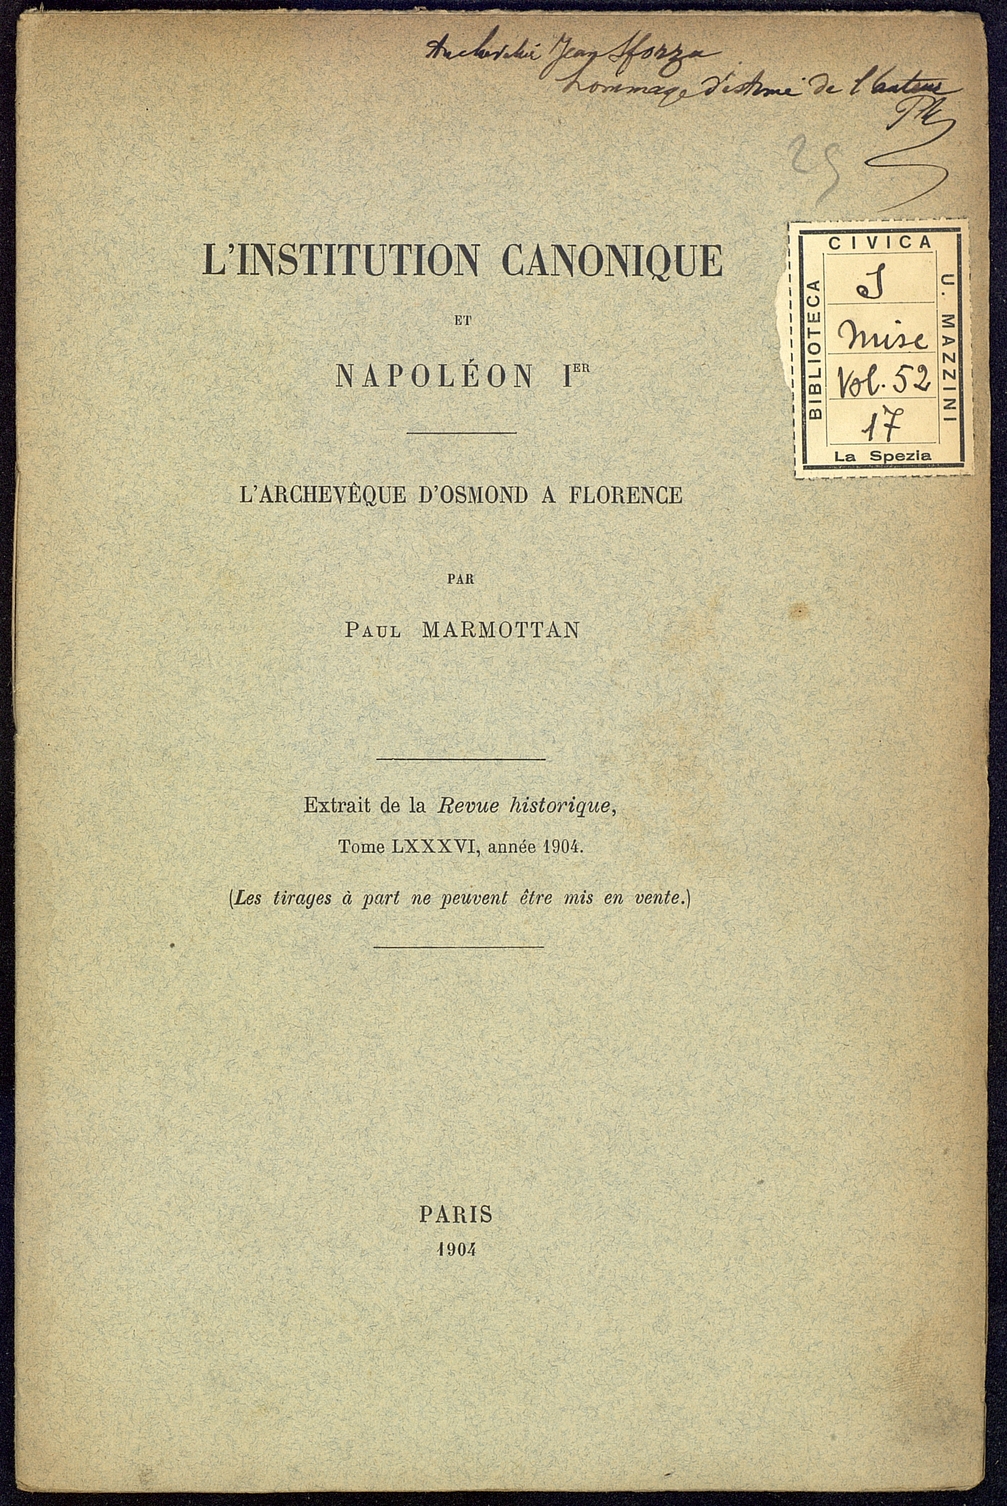 Jean Sforza
hommage d'estime de l'auteur
PM
29
L'INSTITUTION CANONIQUE
ET
NAPOLÉON IER
L'ARCHEVÊQUE D'OSMOND A FLORENCE
PAR
PAUL MARMOTTAN
Extrait de la Revue historique,
Tome LXXXVI, année 1904.
(Les tirages à part ne peuvent être mis en vente.)
PARIS
1904
CIVICA
BIBLIOTECA
U. MAZZINI
I
Misc
Vol. 52
17
La Spezia